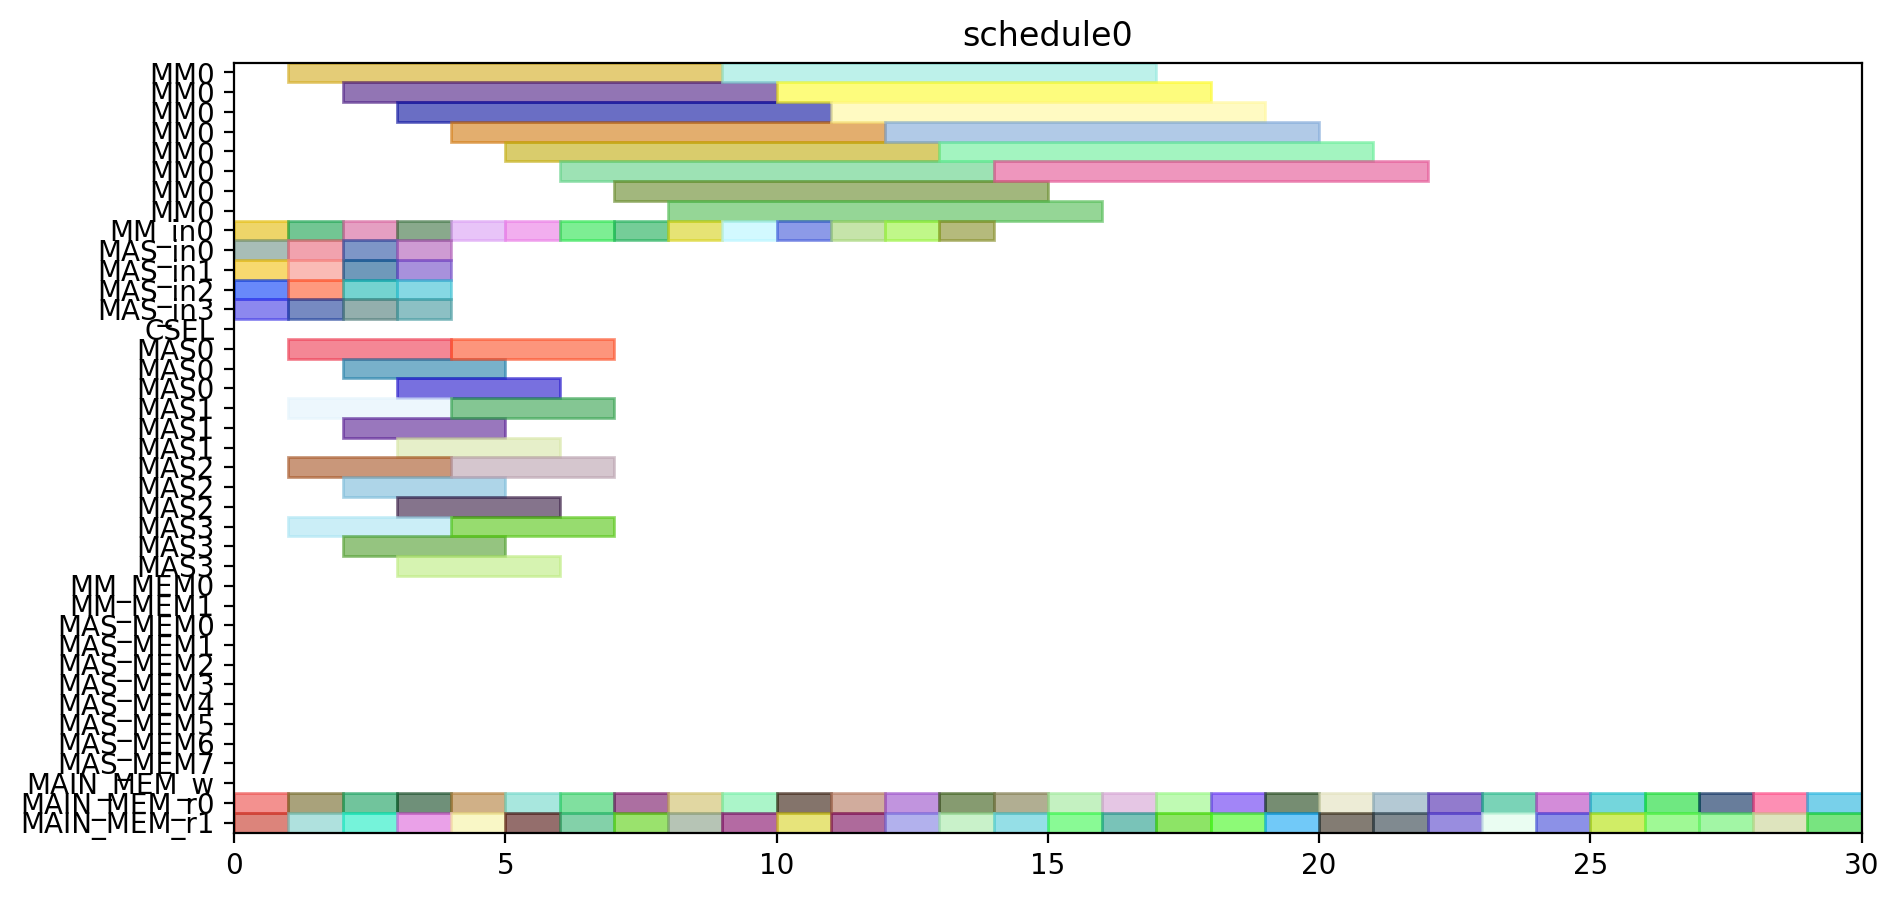 schedule0
MM0
MM0
MM0
MM0
MM0
MM0
MM0
MM0
MM_in0
MAS_in0
MAS_in1
MAS_in2
MAS_in3
CSEL
MAS0
MAS0
MAS0
MAS1
MAS1
MAS1
MAS2
MAS2
MAS2
MAS3
MAS3
MAS3
MM_MEM0
MM_MEM1
MAS_MEM0
MAS_MEM1
MAS_MEM2
MAS_MEM3
MAS_MEM4
MAS_MEM5
MAS_MEM6
MAS_MEM7
MAIN_MEM_w
MAIN_MEM_r0
MAIN_MEM_r1
0 5 10 15 20 25 30